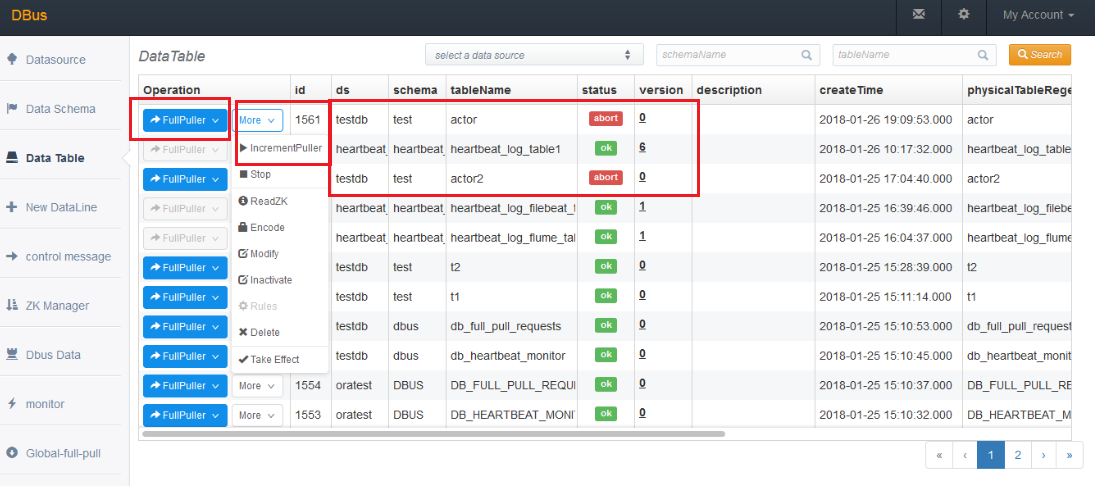 DBus
My Account
Datasource
Data Schema
Data Table
New DataLine
control message
ZK Manager
Dbus Data
monitor
Global-full-pull
DataTable
select a data source
schemaName
tableName
Search
Operation id ds schema tableName status version description createTime physicalTableRege
FullPuller More 1561 testdb test actor abort 0 2018-01-26 19:09:53.000 actor
FullPuller heartbeat_ heartbeat_ heartbeat_log_table1 ok 6 2018-01-26 10:17:32.000 heartbeat_log_table
FullPuller testdb test actor2 abort 0 2018-01-25 17:04:40.000 actor2
FullPuller heartbeat_ heartbeat_ heartbeat_log_filebeat_t ok 1 2018-01-25 16:39:46.000 heartbeat_log_filebe
FullPuller heartbeat_ heartbeat_ heartbeat_log_flume_tal ok 1 2018-01-25 16:04:37.000 heartbeat_log_flume
FullPuller testdb test t2 ok 0 2018-01-25 15:28:39.000 t2
FullPuller testdb test t1 ok 0 2018-01-25 15:11:14.000 t1
FullPuller testdb dbus db_full_pull_requests ok 0 2018-01-25 15:10:53.000 db_full_pull_request
FullPuller testdb dbus db_heartbeat_monitor ok 0 2018-01-25 15:10:45.000 db_heartbeat_monit
FullPuller More 1554 oratest DBUS DB_FULL_PULL_REQUE ok 0 2018-01-25 15:10:37.000 DB_FULL_PULL_RE
FullPuller More 1553 oratest DBUS DB_HEARTBEAT_MONI ok 0 2018-01-25 15:10:32.000 DB_HEARTBEAT_M
IncrementPuller
Stop
ReadZK
Encode
Modify
Inactivate
Rules
Delete
Take Effect
« ‹ 1 2 › »